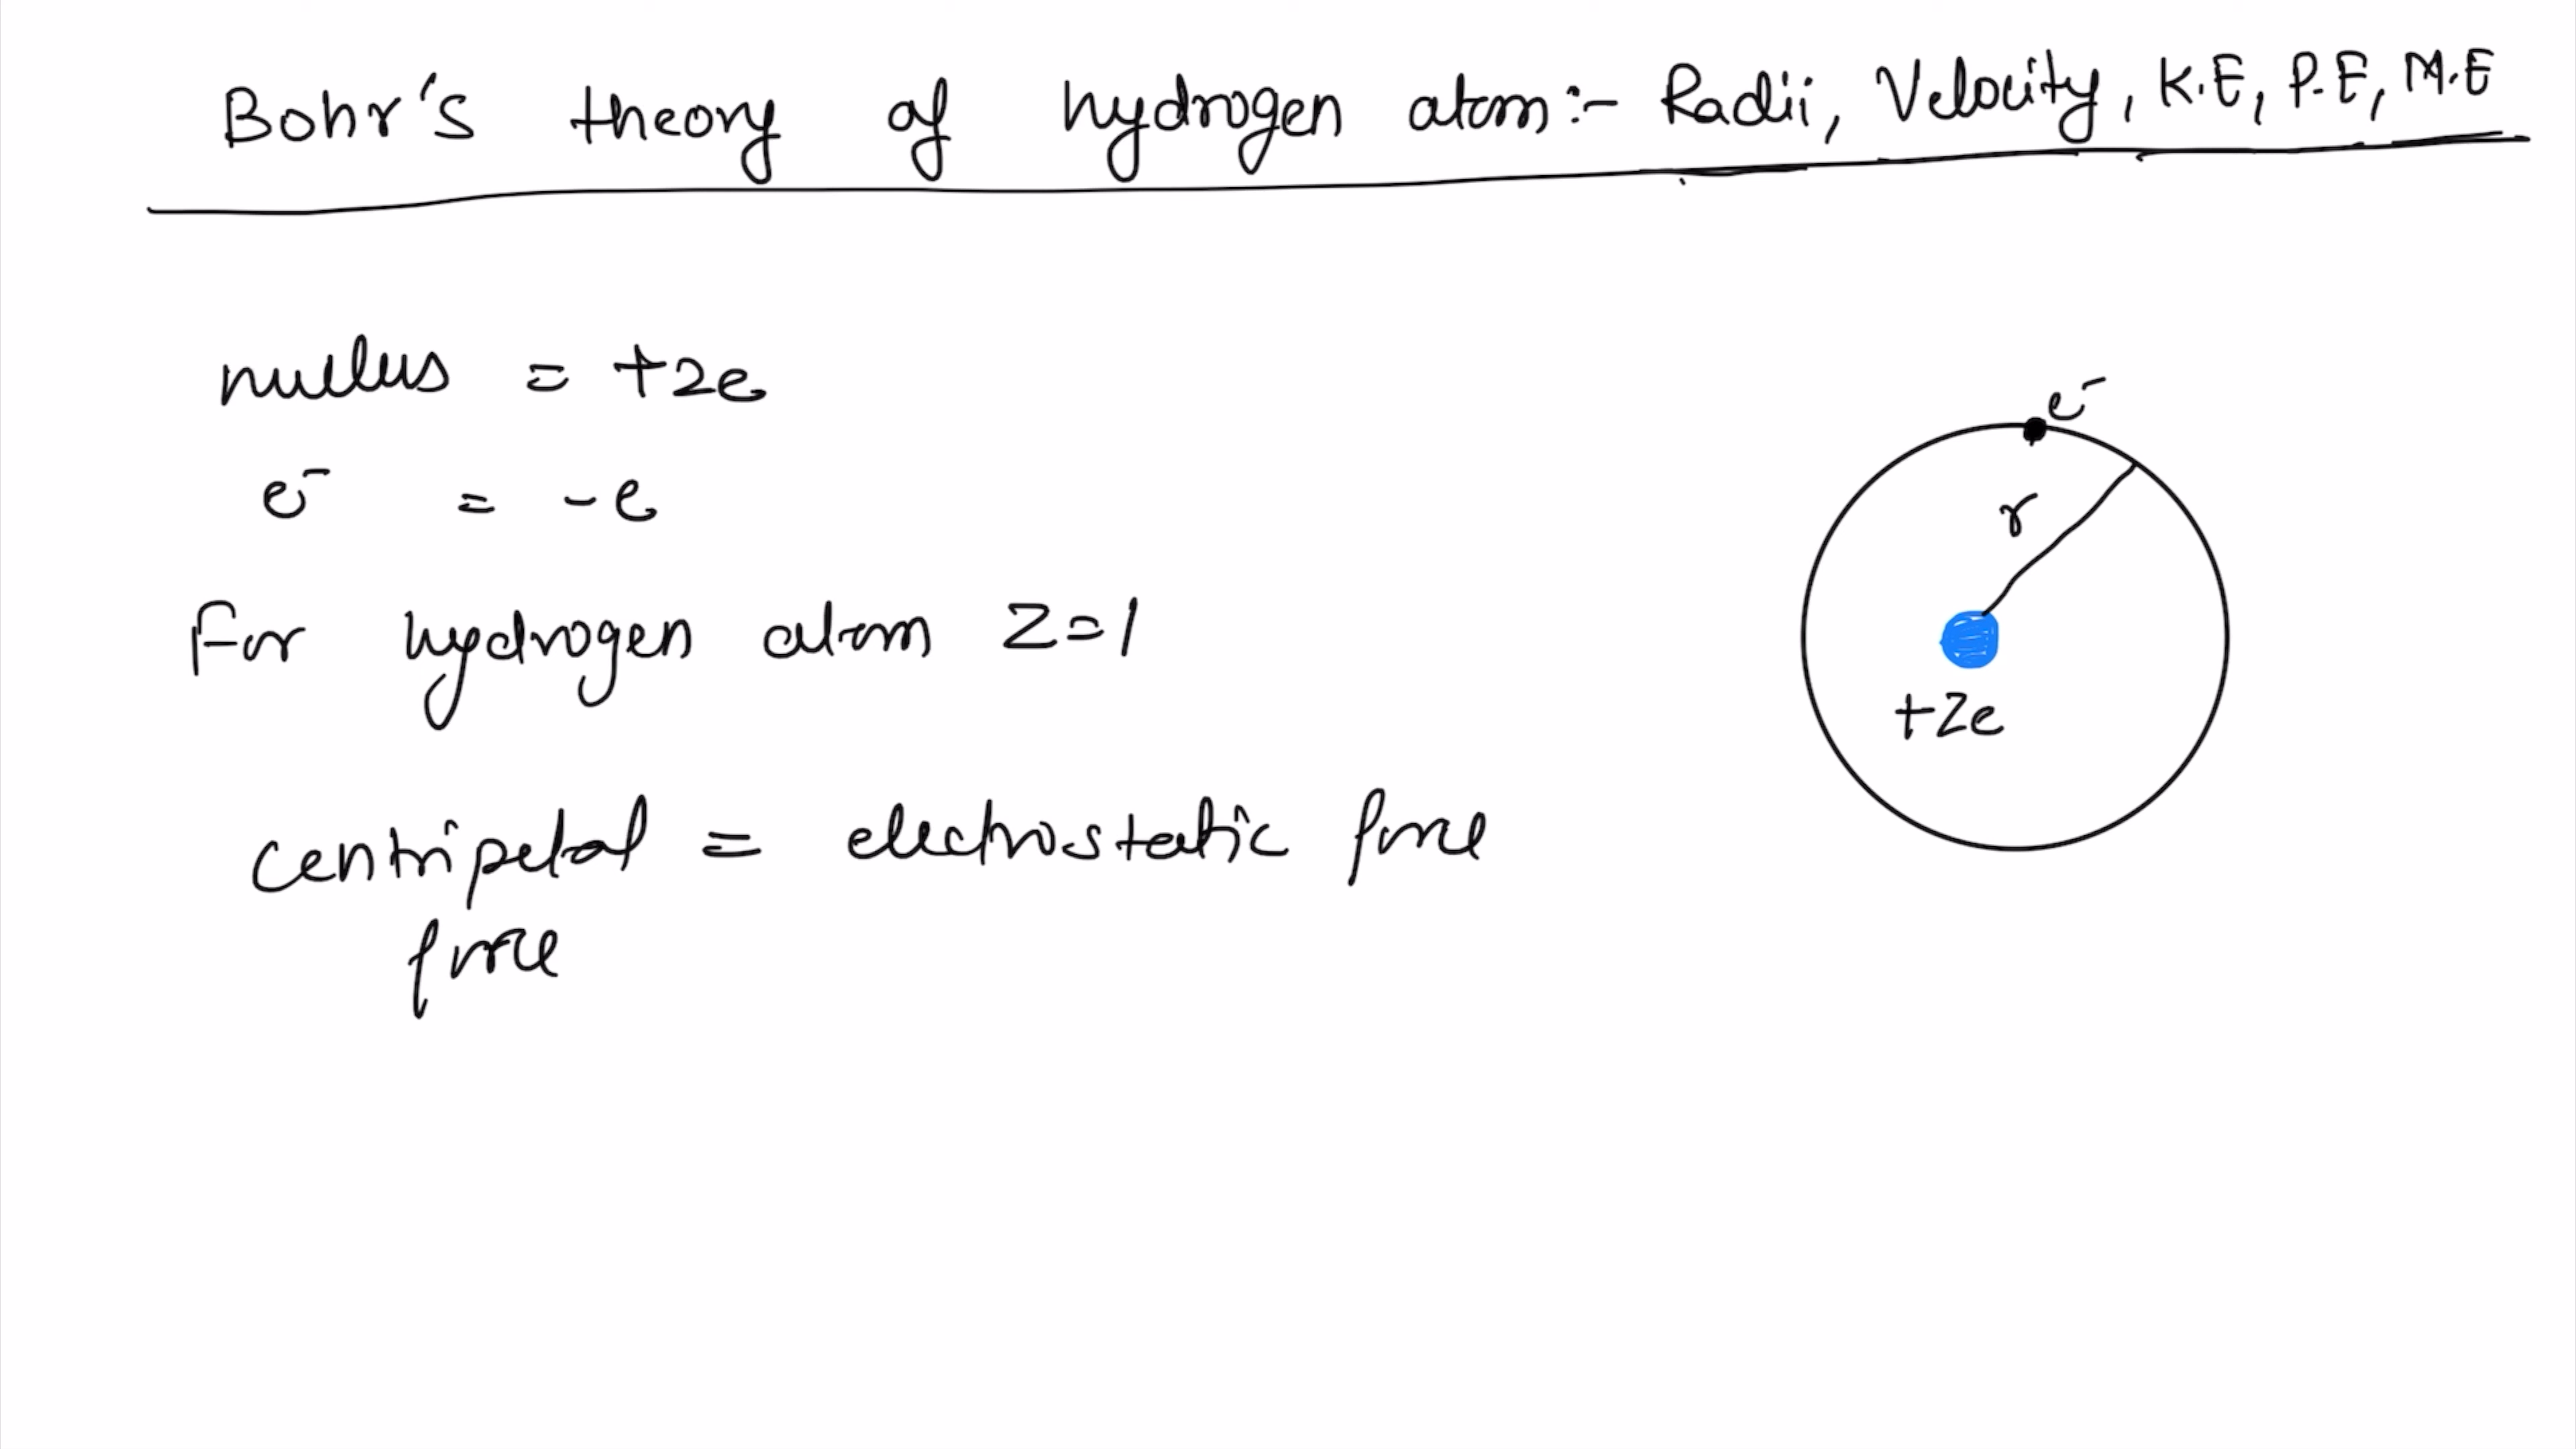 Bohr's theory of hydrogen atom:- Radii, Velocity, K.E, P.E, M.E
nucleus = +ze
e⁻ = -e
For hydrogen atom Z=1
centripetal = electrostatic force
force
e⁻
r
+Ze